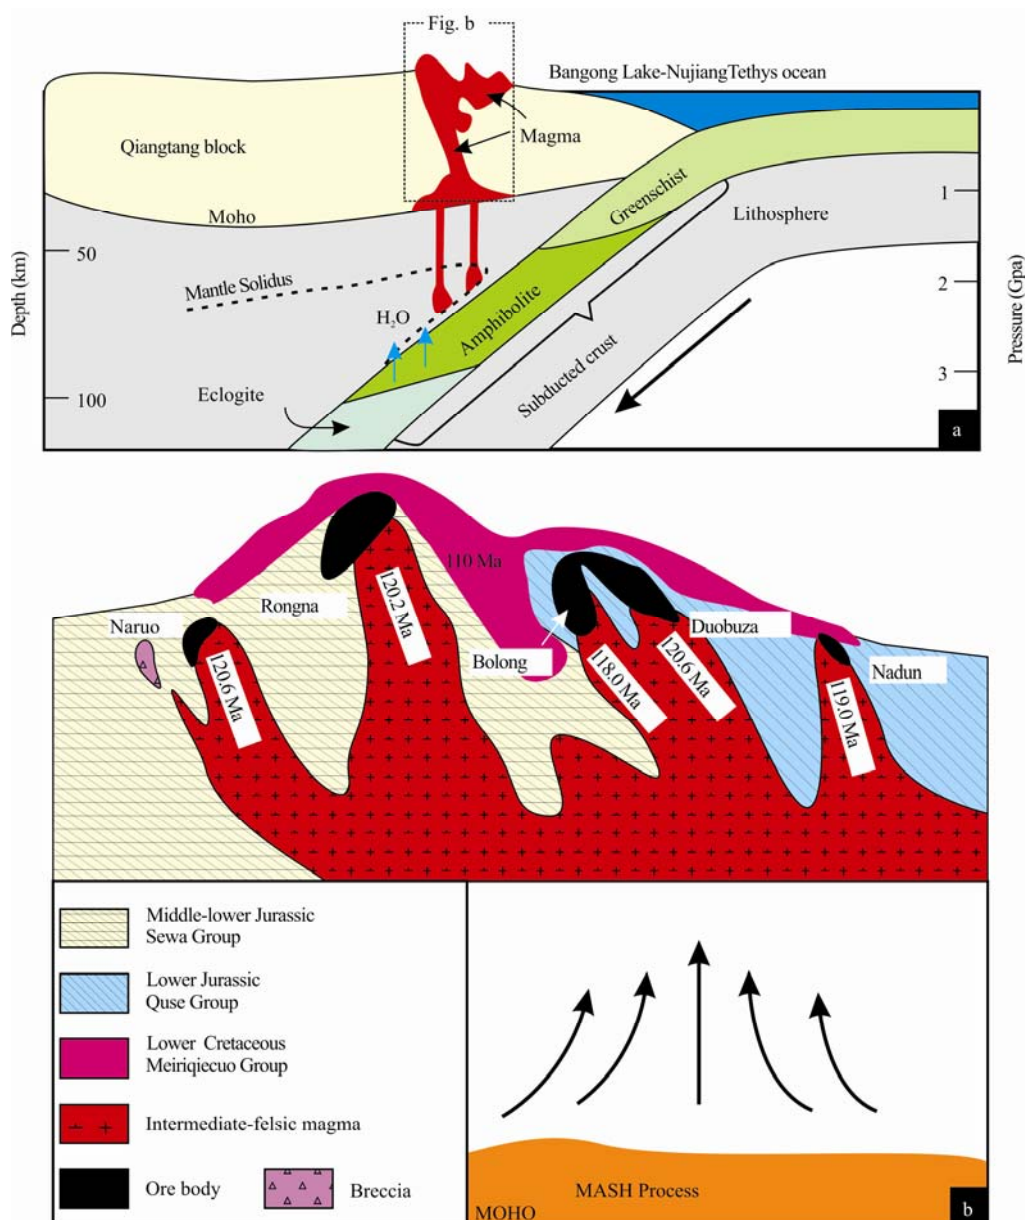 Fig. b
Bangong Lake-NujiangTethys ocean
Qiangtang block
Magma
Greenschist
Lithosphere
1
Moho
Depth (km)
50
Mantle Solidus
2
Pressure (Gpa)
H2O
Amphibolite
Subducted crust
Eclogite
3
100
a
110 Ma
120.2 Ma
Rongna
Naruo
Duobuza
Bolong
Nadun
120.6 Ma
118.0 Ma
120.6 Ma
119.0 Ma
Middle-lower Jurassic
Sewa Group
Lower Jurassic
Quse Group
Lower Cretaceous
Meiriqiecuo Group
Intermediate-felsic magma
Ore body
Breccia
MASH Process
MOHO
b